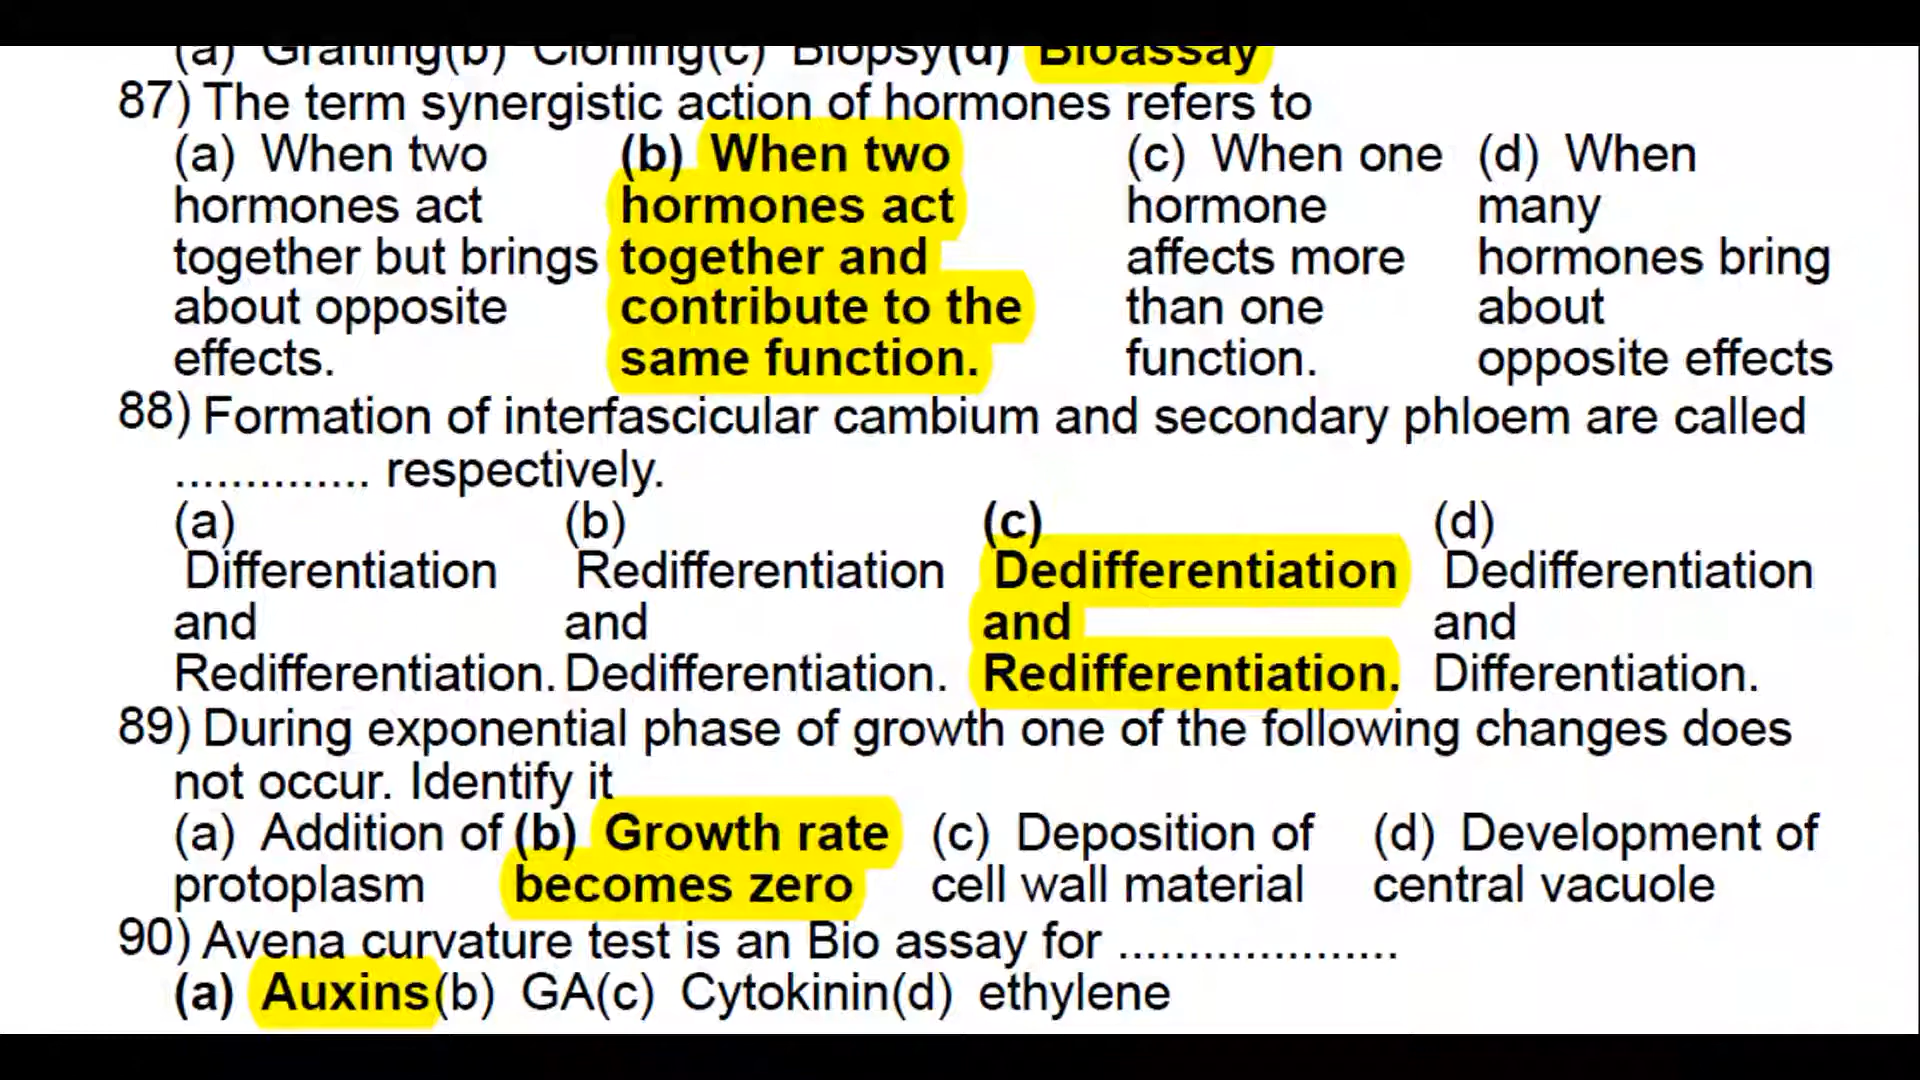 (a) Grafting(b) Cloning(c) Biopsy(d) Bioassay
87) The term synergistic action of hormones refers to
(a) When two (b) When two (c) When one (d) When
hormones act hormones act hormone many
together but brings together and affects more hormones bring
about opposite contribute to the than one about
effects. same function. function. opposite effects
88) Formation of interfascicular cambium and secondary phloem are called
.............. respectively.
(a) (b) (c) (d)
Differentiation Redifferentiation Dedifferentiation Dedifferentiation
and and and and
Redifferentiation. Dedifferentiation. Redifferentiation. Differentiation.
89) During exponential phase of growth one of the following changes does
not occur. Identify it
(a) Addition of (b) Growth rate (c) Deposition of (d) Development of
protoplasm becomes zero cell wall material central vacuole
90) Avena curvature test is an Bio assay for ....................
(a) Auxins(b) GA(c) Cytokinin(d) ethylene